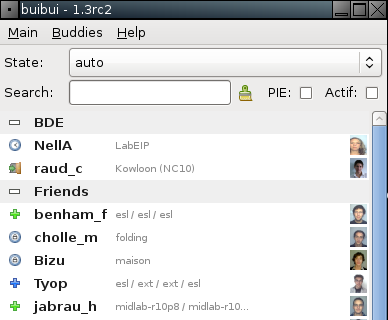 buibui - 1.3rc2
Main Buddies Help
State: auto
Search: PIE: Actif:
BDE
NellA LabEIP
raud_c Kowloon (NC10)
Friends
benham_f esl / esl / esl
cholle_m folding
Bizu maison
Tyop esl / ext / ext / esl
jabrau_h midlab-r10p8 / midlab-r10...